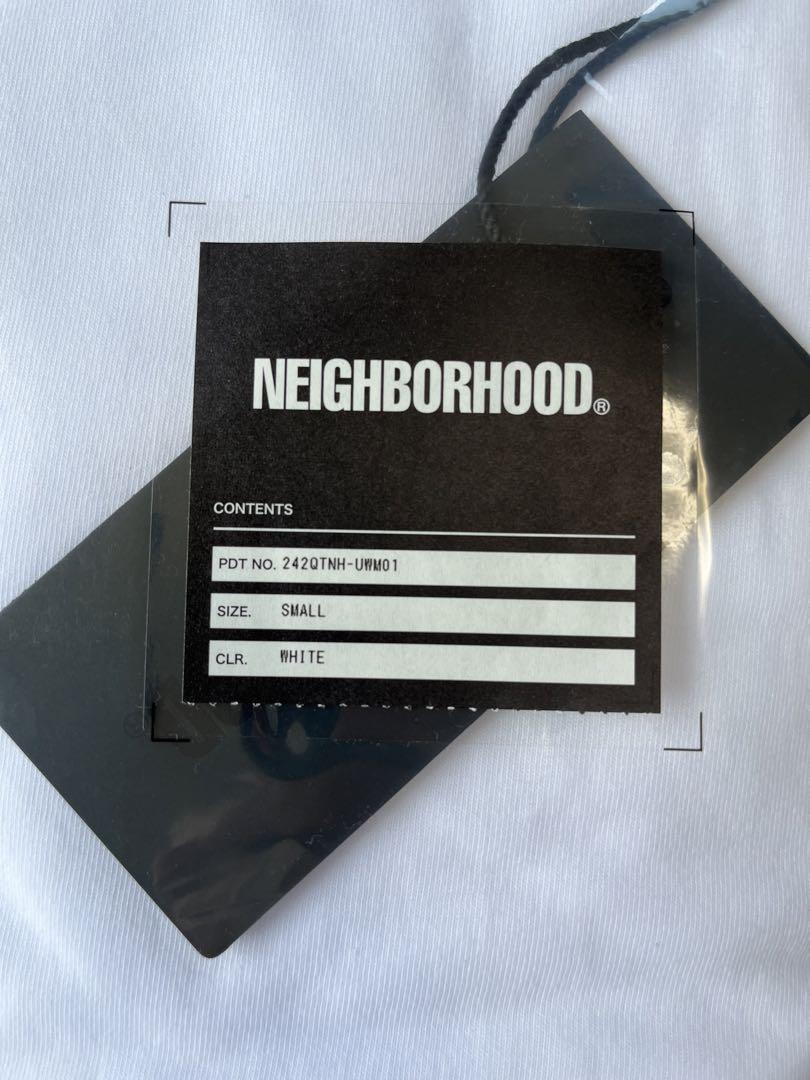 NEIGHBORHOOD®
CONTENTS
PDT NO. 242QTNH-UWM01
SIZE. SMALL
CLR. WHITE